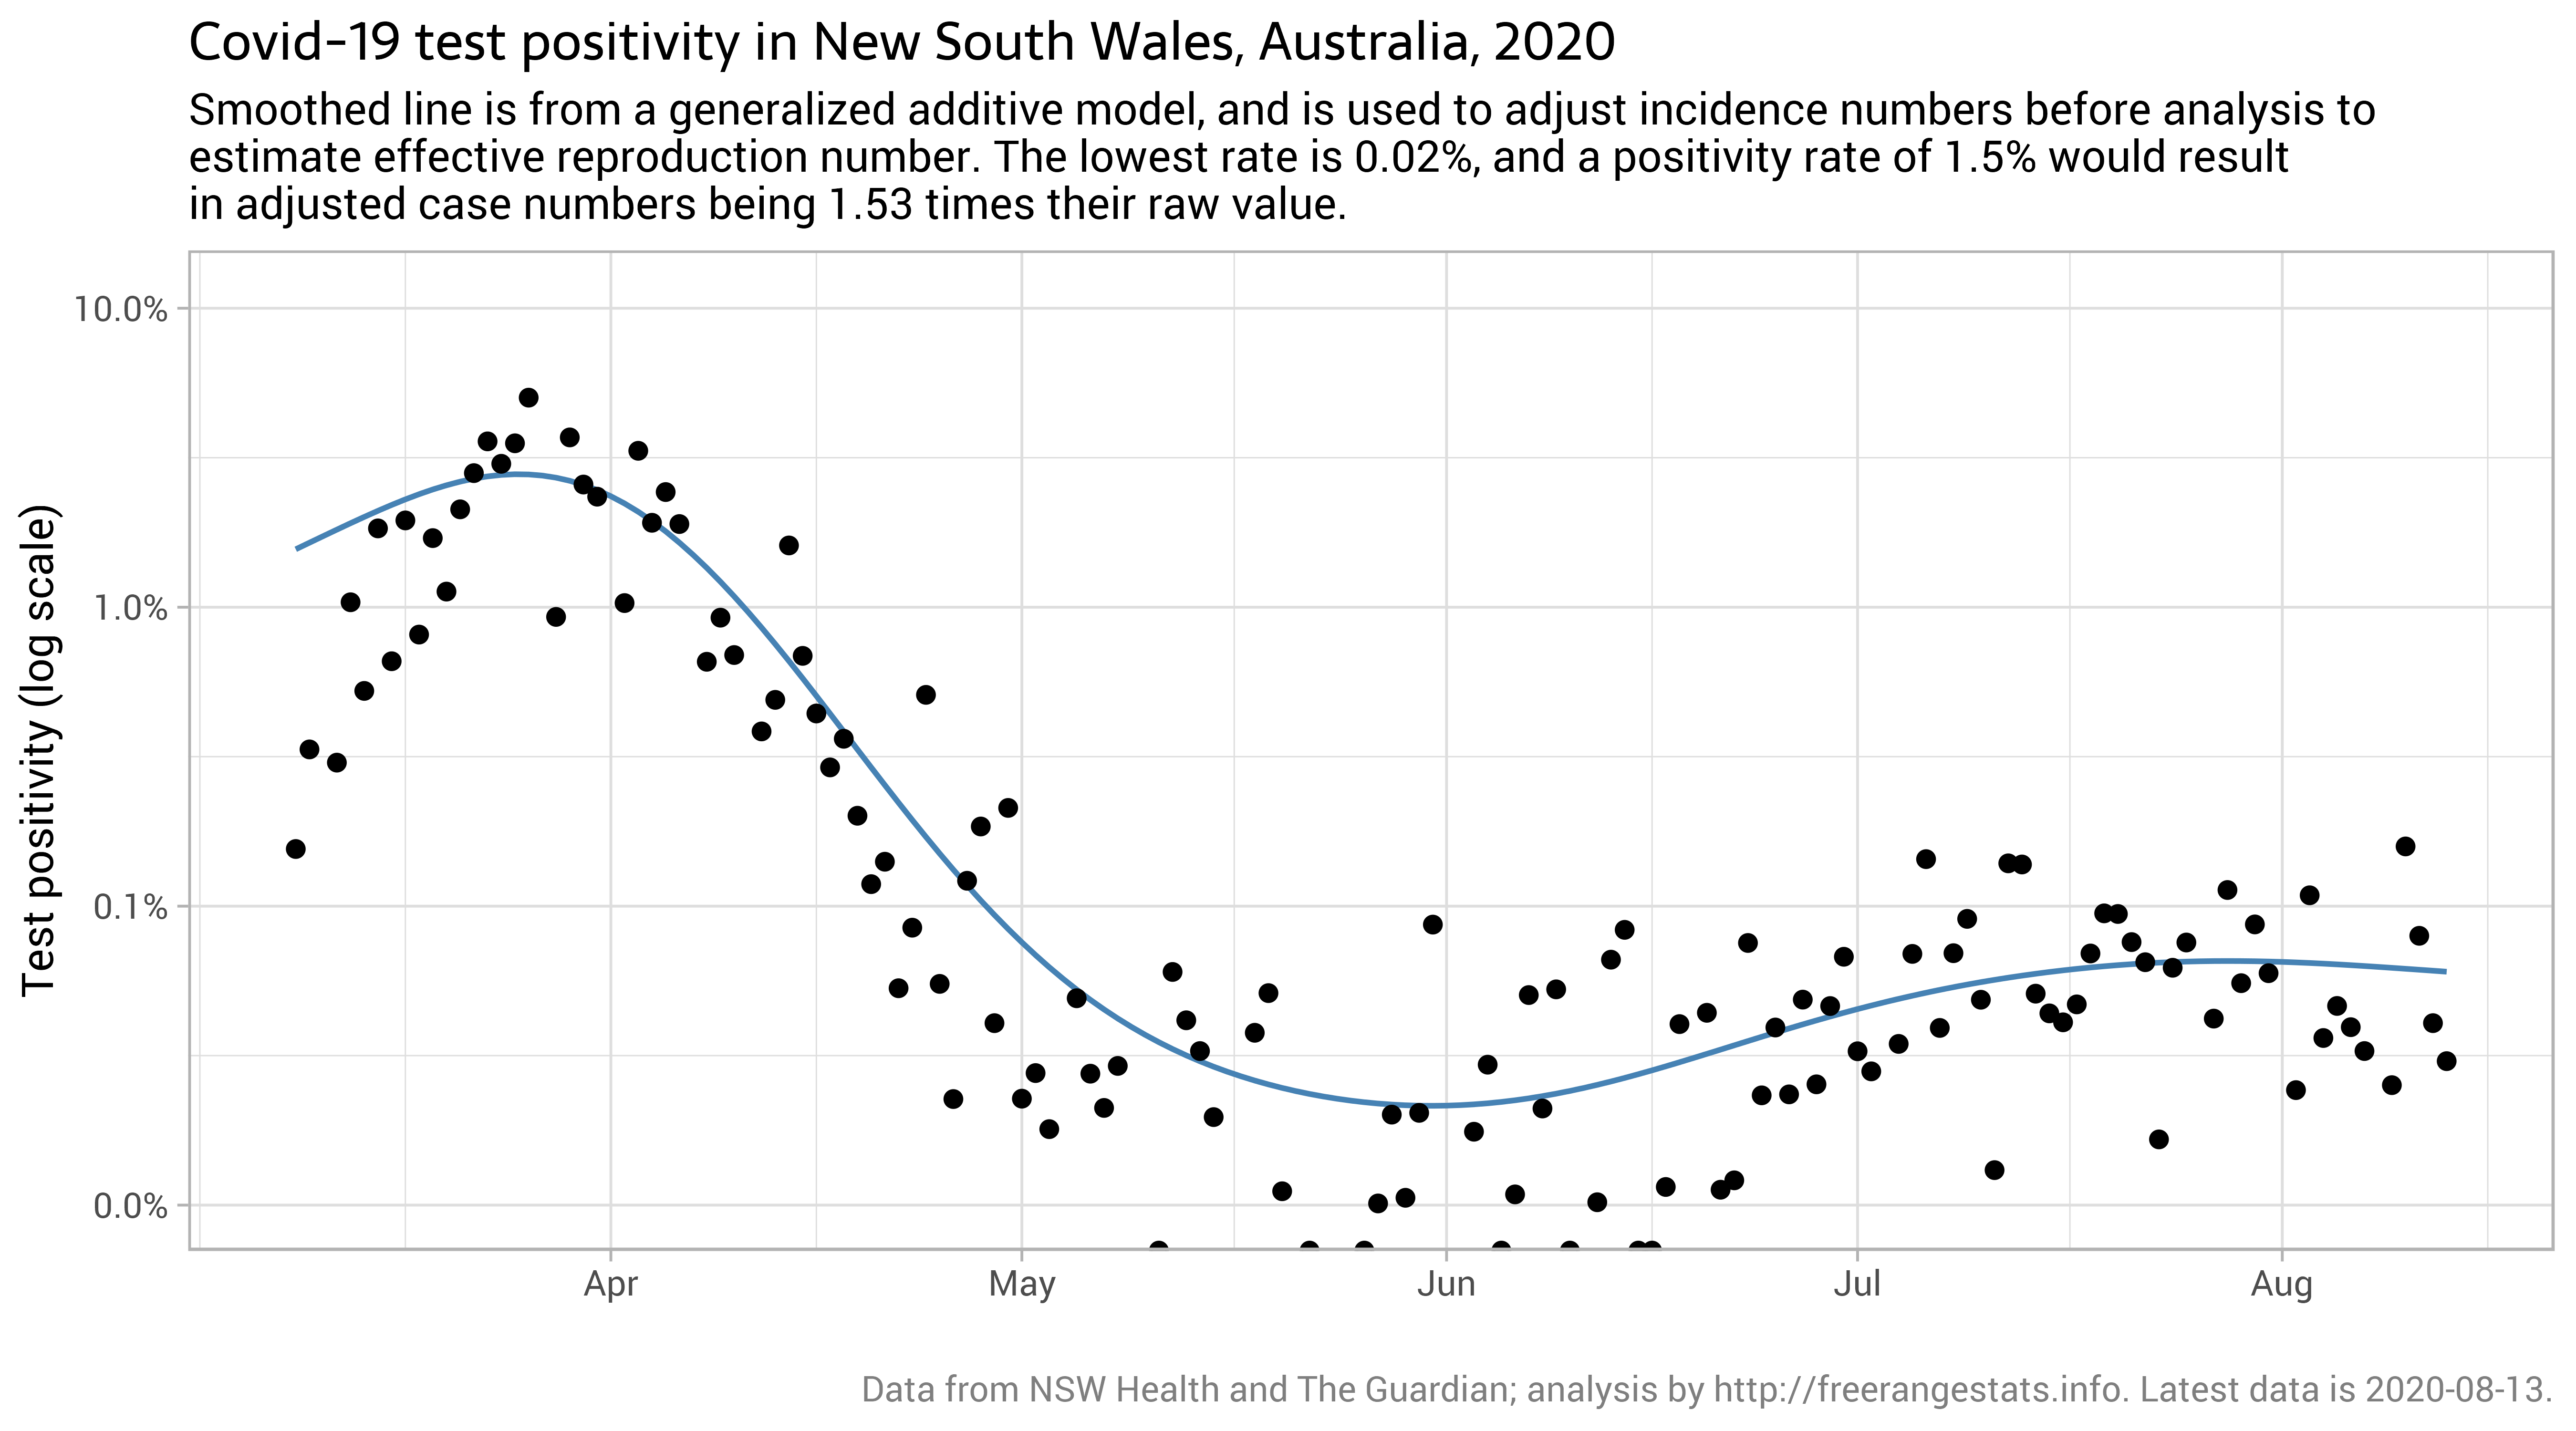 Covid-19 test positivity in New South Wales, Australia, 2020
Smoothed line is from a generalized additive model, and is used to adjust incidence numbers before analysis to
estimate effective reproduction number. The lowest rate is 0.02%, and a positivity rate of 1.5% would result
in adjusted case numbers being 1.53 times their raw value.
Test positivity (log scale)
10.0%
1.0%
0.1%
0.0%
Apr May Jun Jul Aug
Data from NSW Health and The Guardian; analysis by http://freerangestats.info. Latest data is 2020-08-13.